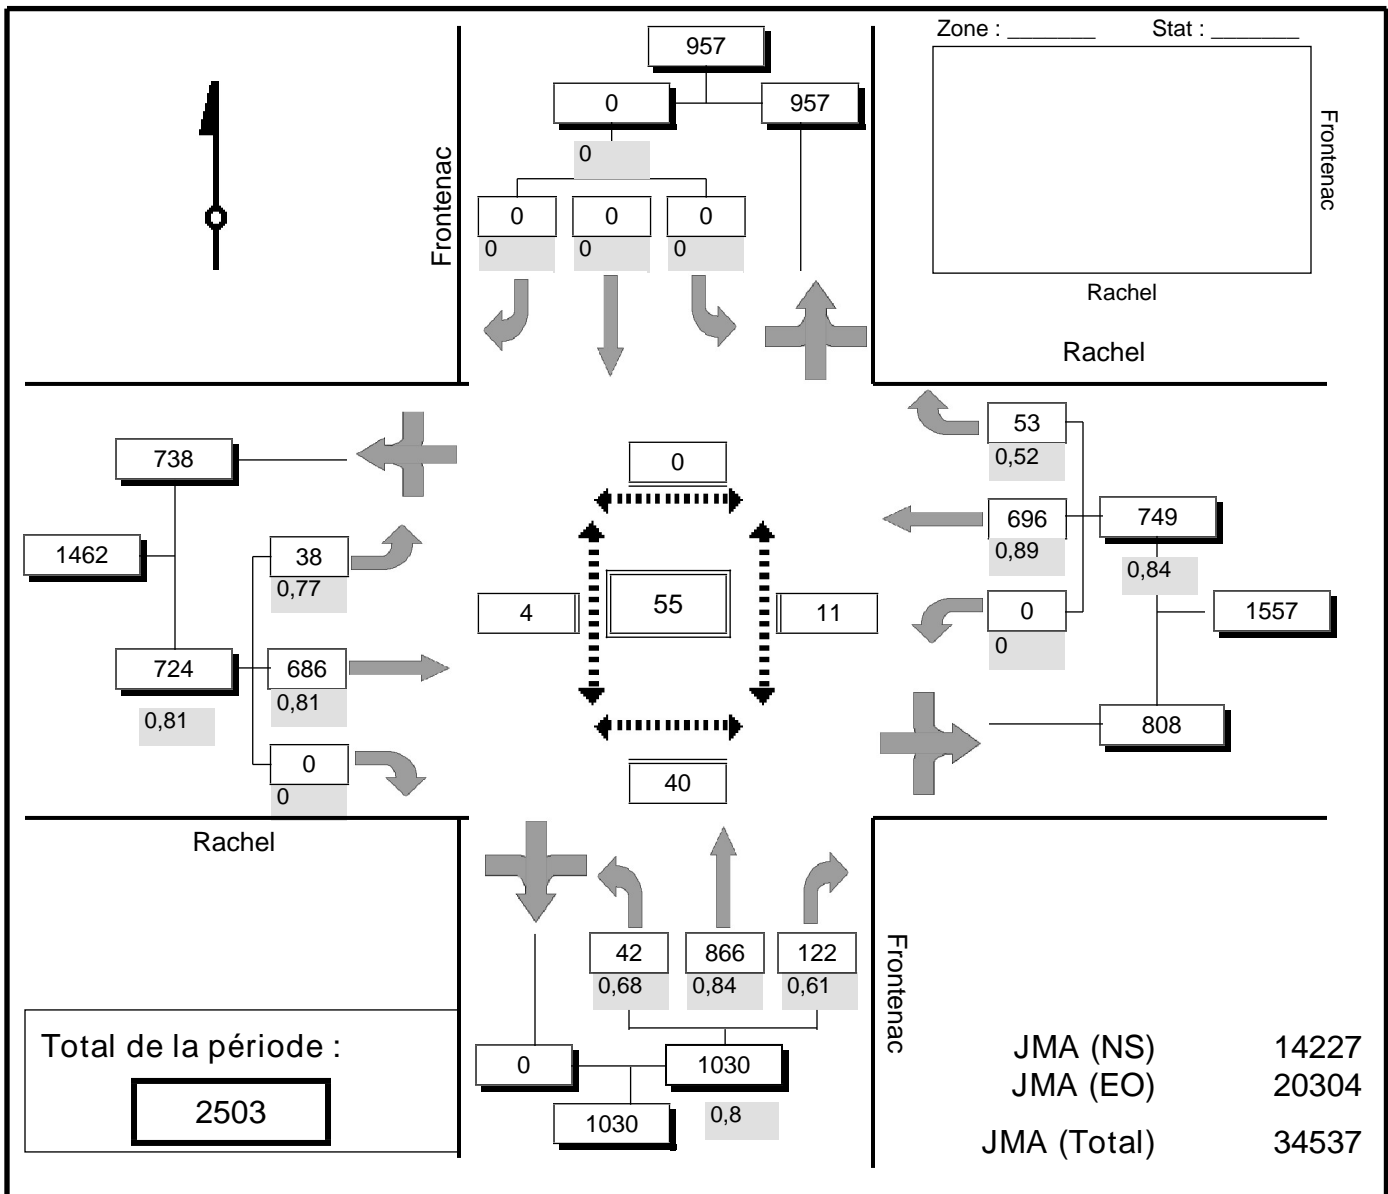 Zone : _______ Stat : _______
957
0 957
0
0 0 0
0 0 0
Frontenac
Frontenac
Rachel
Rachel
738
1462
38
0,77
724
0,81
686
0,81
0
0
0
4
55
11
40
53
0,52
696
0,89
749
0,84
0
0
1557
808
Rachel
42 866 122
0,68 0,84 0,61
0 1030
1030
0,8
Frontenac
Total de la période :
2503
JMA (NS) 14227
JMA (EO) 20304
JMA (Total) 34537